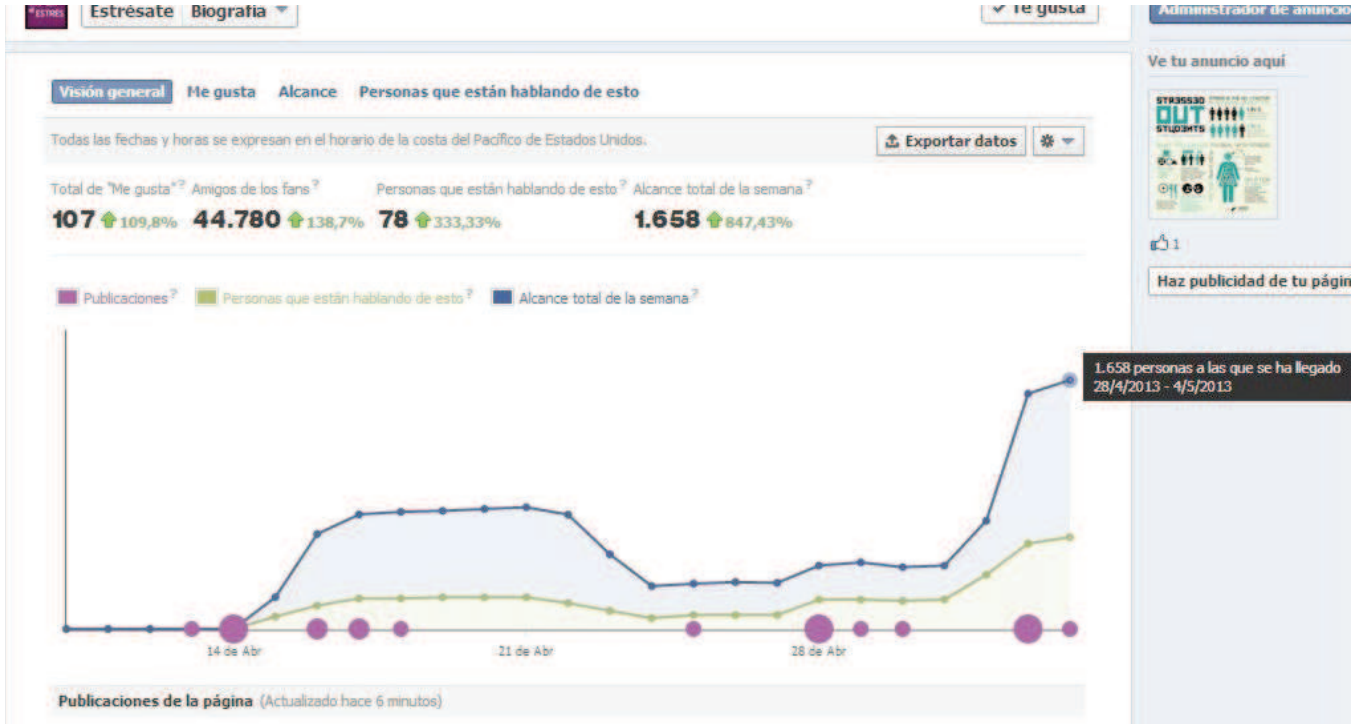 *ESTRÉS
Estrésate Biografía
Te gusta
Administrador de anuncio
Ve tu anuncio aquí
STR3SS3D
OUT
STUD3NTS
1
Haz publicidad de tu págin
Visión general Me gusta Alcance Personas que están hablando de esto
Todas las fechas y horas se expresan en el horario de la costa del Pacífico de Estados Unidos.
Exportar datos
Total de "Me gusta"? Amigos de los fans? Personas que están hablando de esto? Alcance total de la semana?
107 109,8% 44.780 138,7% 78 333,33% 1.658 847,43%
Publicaciones? Personas que están hablando de esto? Alcance total de la semana?
1.658 personas a las que se ha llegado
28/4/2013 - 4/5/2013
14 de Abr 21 de Abr 28 de Abr
Publicaciones de la página (Actualizado hace 6 minutos)